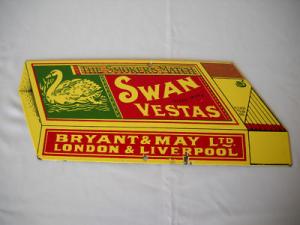 THE SMOKER'S MATCH
SWAN
VESTAS
BRYANT & MAY LTD
LONDON & LIVERPOOL